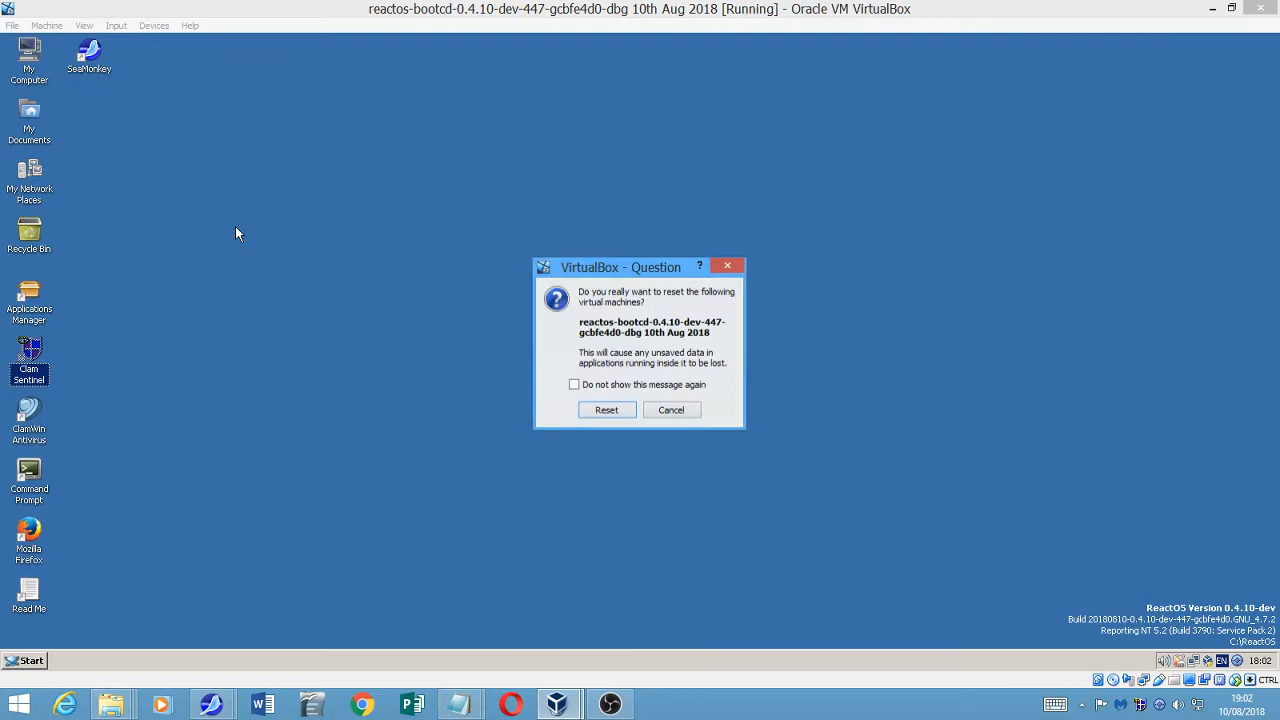 reactos-bootcd-0.4.10-dev-447-gcbfe4d0-dbg 10th Aug 2018 [Running] - Oracle VM VirtualBox
File Machine View Input Devices Help
My
Computer
SeaMonkey
My
Documents
My Network
Places
Recycle Bin
Applications
Manager
Clam
Sentinel
ClamWin
Antivirus
Command
Prompt
Mozilla
Firefox
Read Me
VirtualBox - Question ?
Do you really want to reset the following
virtual machines?
reactos-bootcd-0.4.10-dev-447-
gcbfe4d0-dbg 10th Aug 2018
This will cause any unsaved data in
applications running inside it to be lost.
Do not show this message again
Reset Cancel
ReactOS Version 0.4.10-dev
Build 20180810-0.4.10-dev-447-gcbfe4d0.GNU_4.7.2
Reporting NT 5.2 (Build 3790: Service Pack 2)
C:\ReactOS
Start EN 18:02
CTRL
19:02
10/08/2018